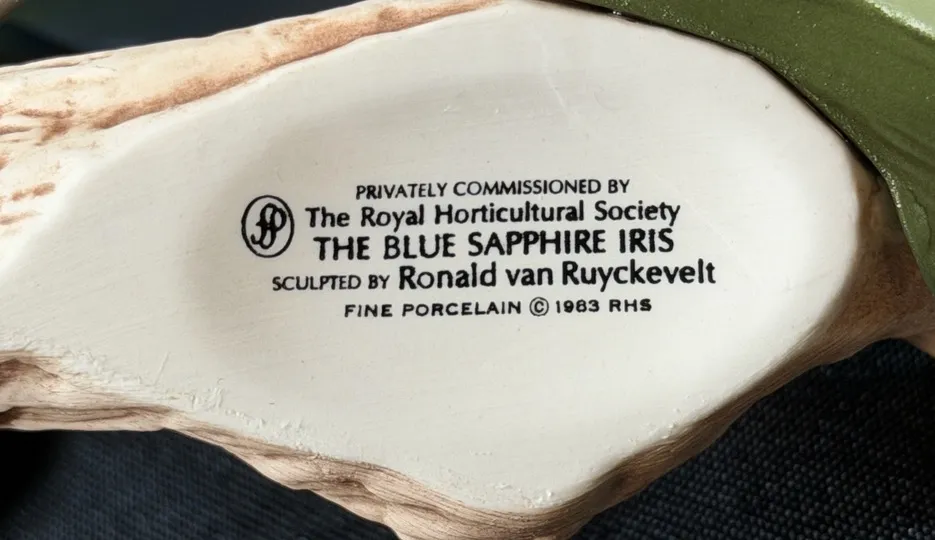 PRIVATELY COMMISSIONED BY
The Royal Horticultural Society
THE BLUE SAPPHIRE IRIS
SCULPTED BY Ronald van Ruyckevelt
FINE PORCELAIN © 1983 RHS